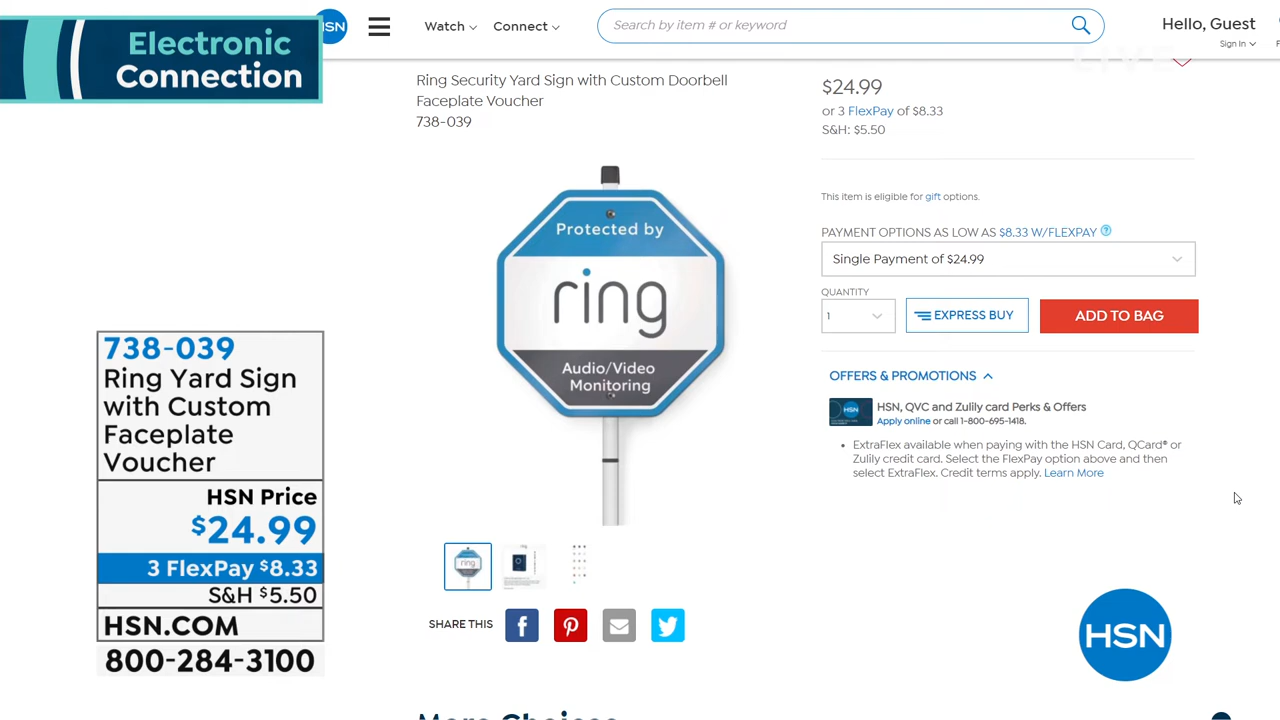 Electronic
Connection
HSN
Watch
Connect
Search by item # or keyword
Hello, Guest
Sign In
LIVE
Ring Security Yard Sign with Custom Doorbell
Faceplate Voucher
738-039
$24.99
or 3 FlexPay of $8.33
S&H: $5.50
This item is eligible for gift options.
PAYMENT OPTIONS AS LOW AS $8.33 W/FLEXPAY ?
Single Payment of $24.99
QUANTITY
1
EXPRESS BUY
ADD TO BAG
OFFERS & PROMOTIONS
HSN
HSN, QVC and Zulily card Perks & Offers
Apply online or call 1-800-695-1418.
• ExtraFlex available when paying with the HSN Card, QCard® or
Zulily credit card. Select the FlexPay option above and then
select ExtraFlex. Credit terms apply. Learn More
Protected by
ring
Audio/Video
Monitoring
ring
SHARE THIS
738-039
Ring Yard Sign
with Custom
Faceplate
Voucher
HSN Price
$24.99
3 FlexPay $8.33
S&H $5.50
HSN.COM
800-284-3100
HSN
More Choices